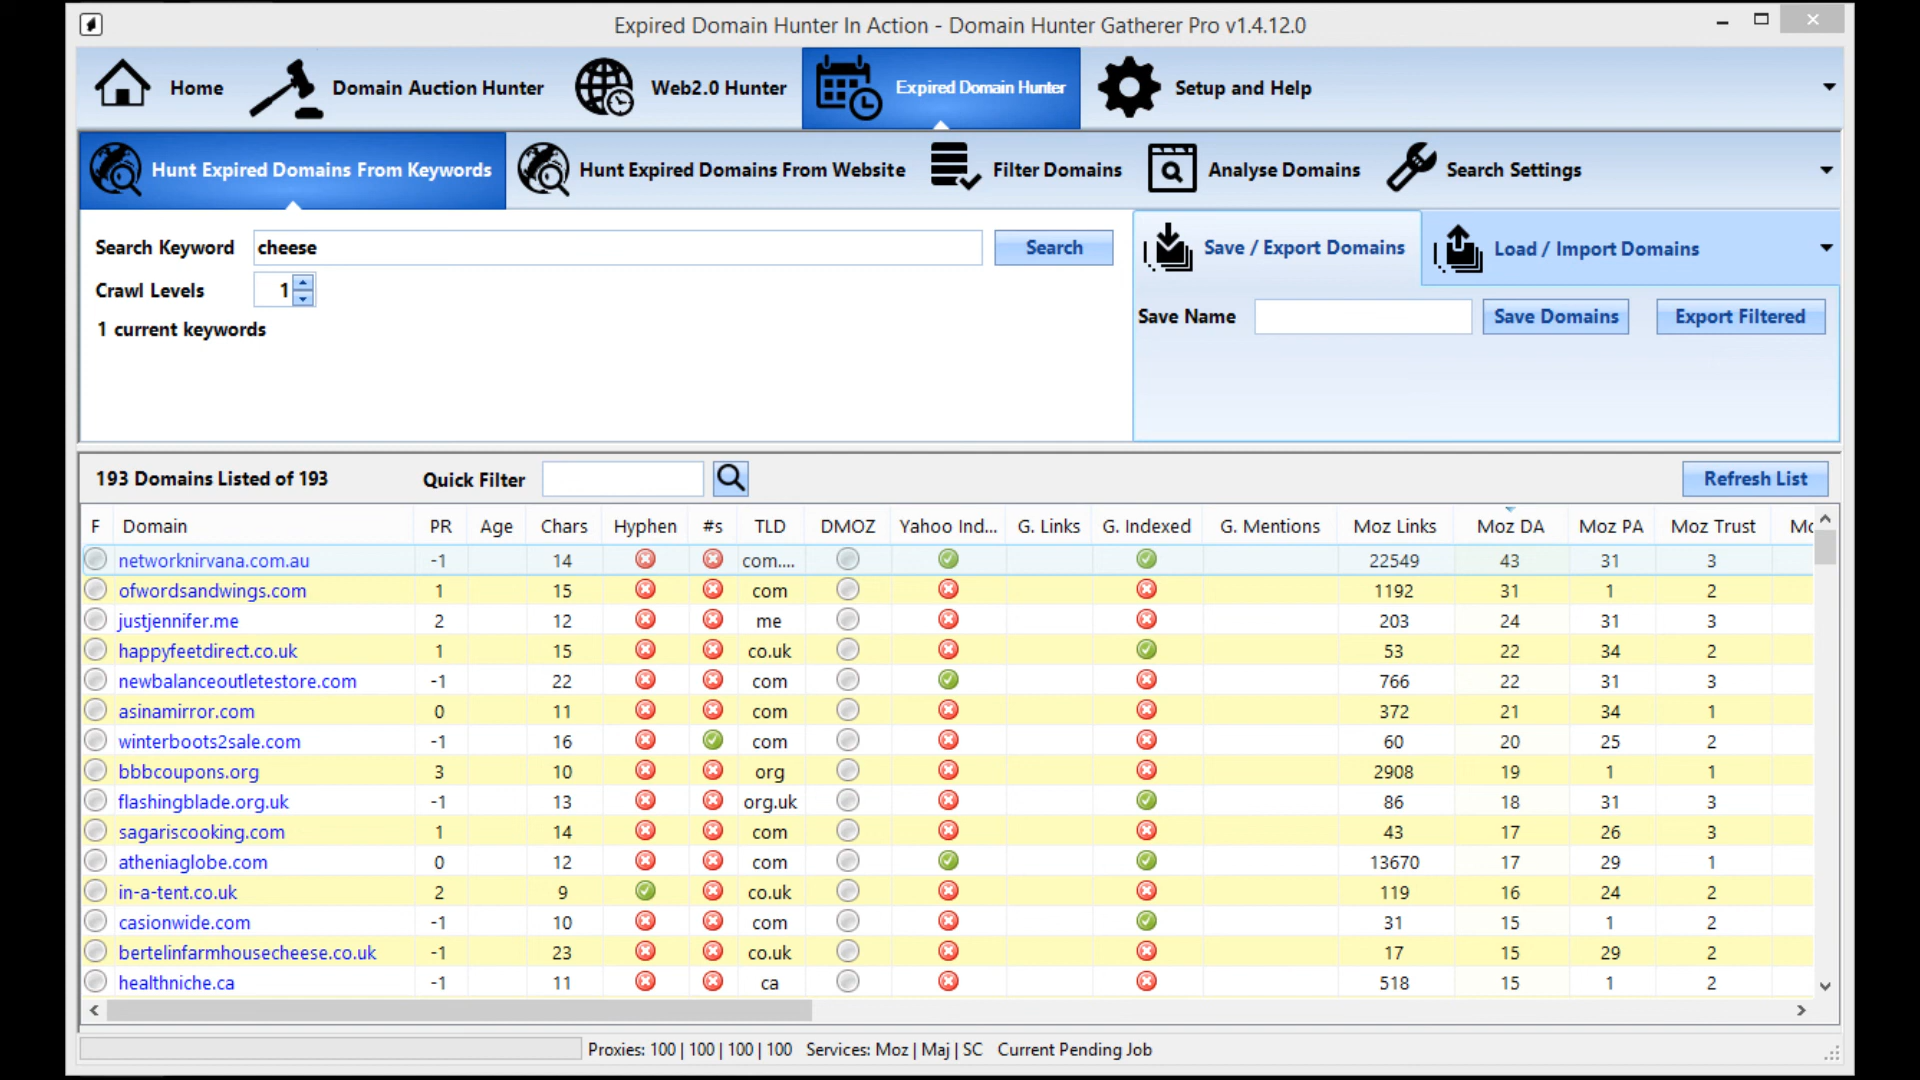 Expired Domain Hunter In Action - Domain Hunter Gatherer Pro v1.4.12.0
Home Domain Auction Hunter Web2.0 Hunter Expired Domain Hunter Setup and Help
Hunt Expired Domains From Keywords Hunt Expired Domains From Website Filter Domains Analyse Domains Search Settings
Search Keyword cheese Search
Save / Export Domains Load / Import Domains
Crawl Levels 1
Save Name Save Domains Export Filtered
1 current keywords
193 Domains Listed of 193 Quick Filter Refresh List
F Domain PR Age Chars Hyphen #s TLD DMOZ Yahoo Ind... G. Links G. Indexed G. Mentions Moz Links Moz DA Moz PA Moz Trust Mo
networknirvana.com.au -1 14 com.... 22549 43 31 3
ofwordsandwings.com 1 15 com 1192 31 1 2
justjennifer.me 2 12 me 203 24 31 3
happyfeetdirect.co.uk 1 15 co.uk 53 22 34 2
newbalanceoutletestore.com -1 22 com 766 22 31 3
asinamirror.com 0 11 com 372 21 34 1
winterboots2sale.com -1 16 com 60 20 25 2
bbbcoupons.org 3 10 org 2908 19 1 1
flashingblade.org.uk -1 13 org.uk 86 18 31 3
sagariscooking.com 1 14 com 43 17 26 3
atheniaglobe.com 0 12 com 13670 17 29 1
in-a-tent.co.uk 2 9 co.uk 119 16 24 2
casionwide.com -1 10 com 31 15 1 2
bertelinfarmhousecheese.co.uk -1 23 co.uk 17 15 29 2
healthniche.ca -1 11 ca 518 15 1 2
Proxies: 100 | 100 | 100 | 100 Services: Moz | Maj | SC Current Pending Job